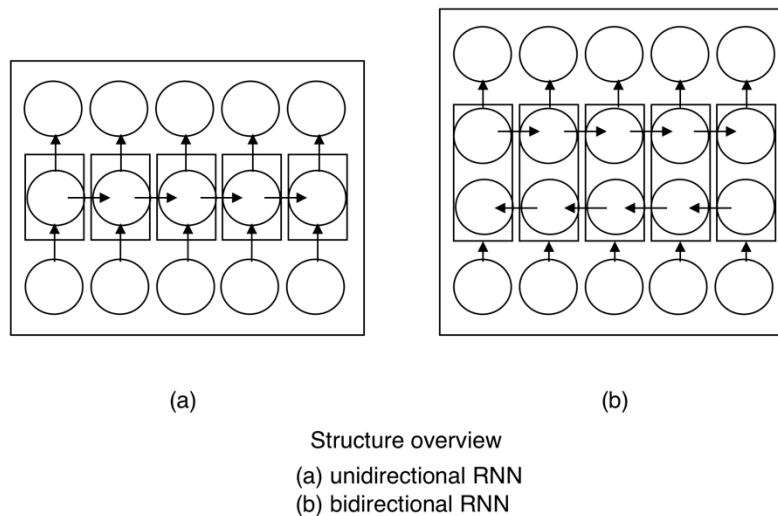 (a)
(b)
Structure overview
(a) unidirectional RNN
(b) bidirectional RNN